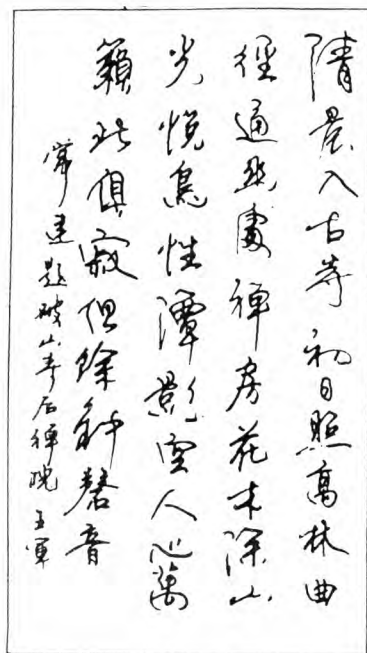 清晨入古寺初日照高林曲
徑通幽處禪房花木深山
光悅鳥性潭影空人心萬
籟此俱寂但餘鐘磬音
常建題破山寺后禪院 王軍